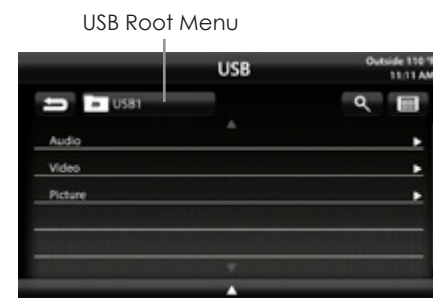 USB Root Menu
USB
Outside 110 °F
11:11 AM
USB1
Audio
Video
Picture